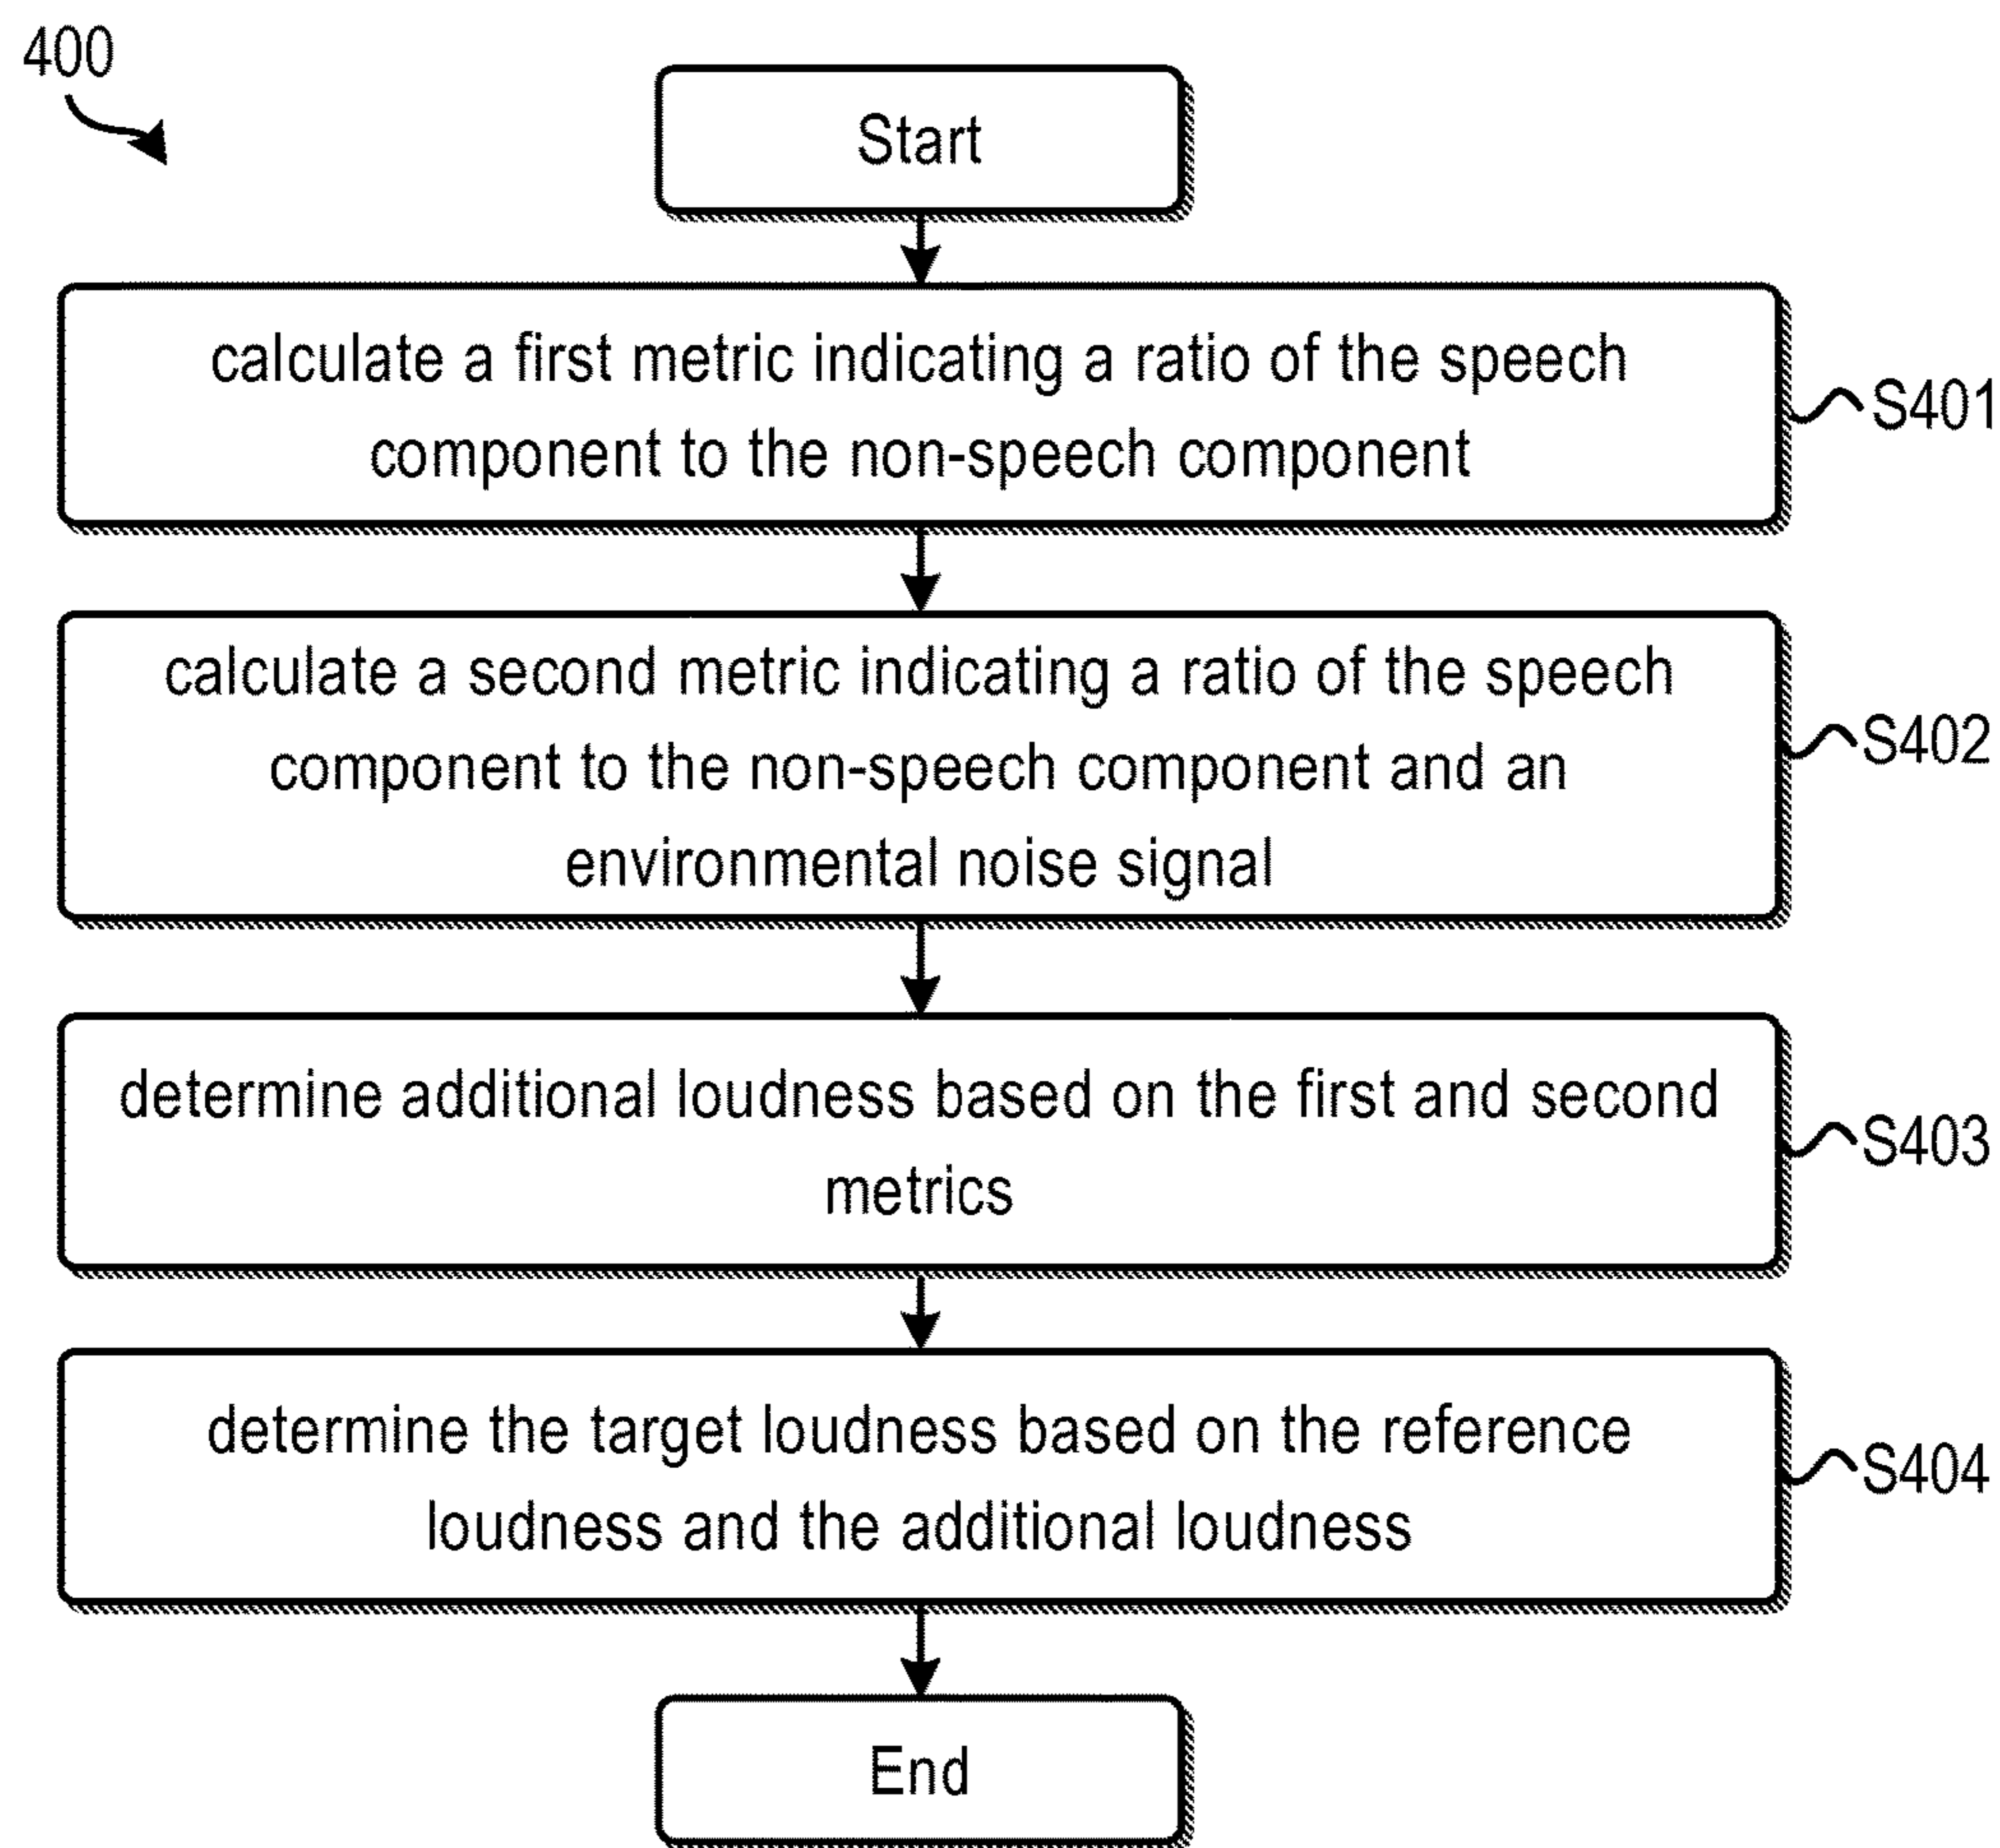 400
Start
calculate a first metric indicating a ratio of the speech
component to the non-speech component
S401
calculate a second metric indicating a ratio of the speech
component to the non-speech component and an
environmental noise signal
S402
determine additional loudness based on the first and second
metrics
S403
determine the target loudness based on the reference
loudness and the additional loudness
S404
End